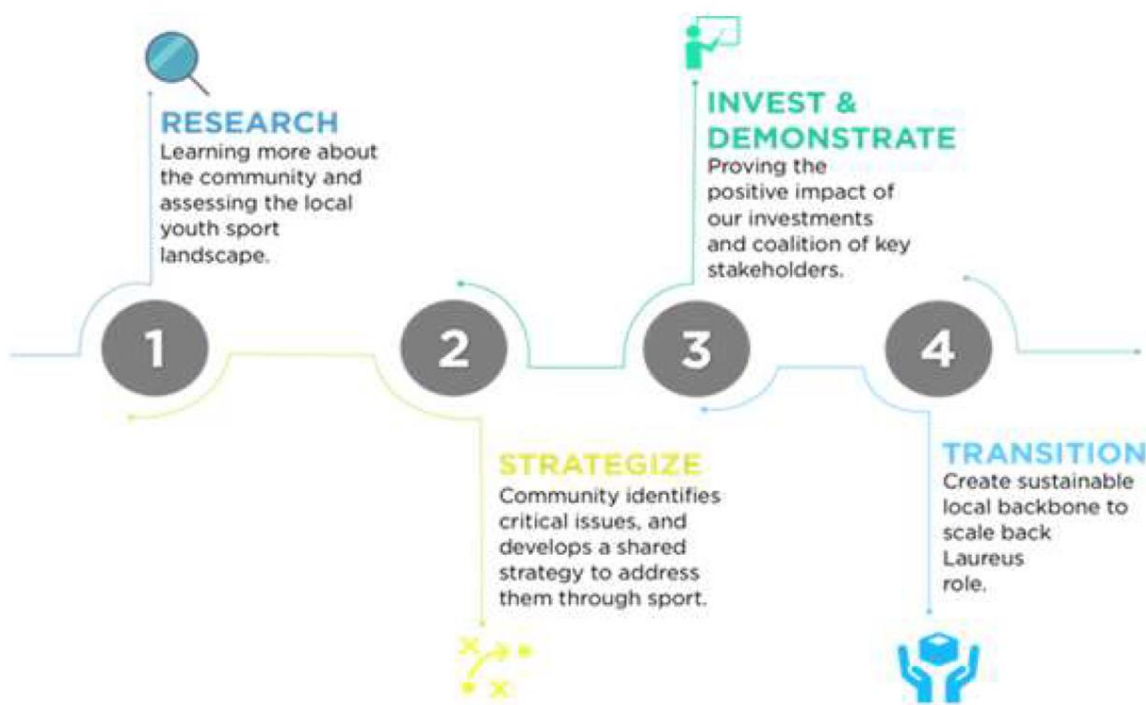 1
RESEARCH
Learning more about
the community and
assessing the local
youth sport
landscape.
2
STRATEGIZE
Community identifies
critical issues, and
develops a shared
strategy to address
them through sport.
3
INVEST &
DEMONSTRATE
Proving the
positive impact of
our investments
and coalition of key
stakeholders.
4
TRANSITION
Create sustainable
local backbone to
scale back
Laureus
role.